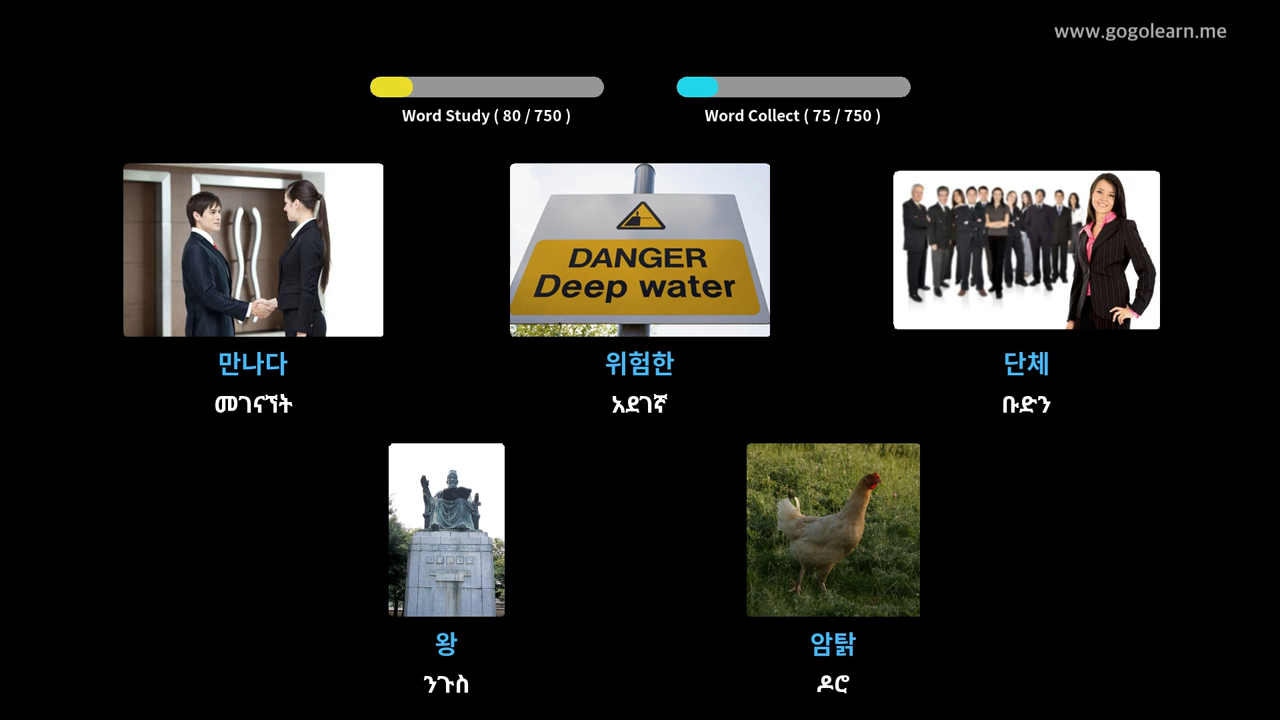 www.gogolearn.me
Word Study ( 80 / 750 )
Word Collect ( 75 / 750 )
DANGER
Deep water
만나다
위험한
단체
መገናኘት
አደገኛ
ቡድን
왕
암탉
ንጉስ
ዶሮ